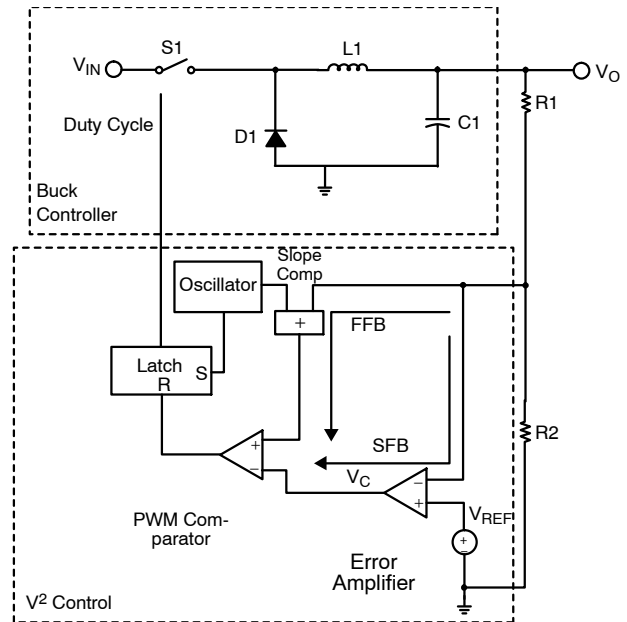 S1
L1
V_IN
V_O
R1
Duty Cycle
D1
C1
Buck
Controller
Slope
Comp
Oscillator
+
FFB
Latch
S
R
+
−
SFB
R2
V_C
−
+
V_REF
PWM Com-
parator
+
−
Error
Amplifier
V² Control